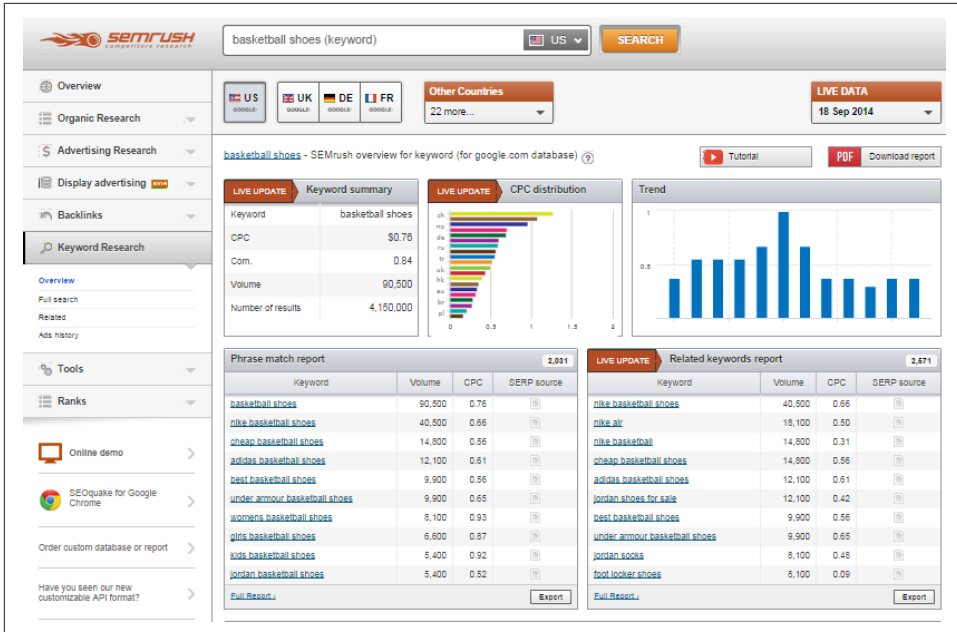 semrush
competitors research
basketball shoes (keyword)
US
SEARCH
Overview
Organic Research
Advertising Research
Display advertising
Backlinks
Keyword Research
Overview
Full search
Related
Ads history
Tools
Ranks
Online demo
SEOquake for Google
Chrome
Order custom database or report
Have you seen our new
customizable API format?
US
GOOGLE
UK
GOOGLE
DE
GOOGLE
FR
GOOGLE
Other Countries
22 more...
LIVE DATA
18 Sep 2014
basketball shoes - SEMrush overview for keyword (for google.com database) ?
Tutorial
PDF Download report
LIVE UPDATE Keyword summary
Keyword basketball shoes
CPC $0.76
Com. 0.84
Volume 90,500
Number of results 4,150,000
LIVE UPDATE CPC distribution
ch
no
de
ru
tr
uk
hk
au
br
pl
0 0.5 1 1.5 2
Trend
1
0.5
Phrase match report 2,031
Keyword Volume CPC SERP source
basketball shoes 90,500 0.76
nike basketball shoes 40,500 0.66
cheap basketball shoes 14,800 0.56
adidas basketball shoes 12,100 0.61
best basketball shoes 9,900 0.56
under armour basketball shoes 9,900 0.65
womens basketball shoes 8,100 0.93
girls basketball shoes 6,600 0.87
kids basketball shoes 5,400 0.92
jordan basketball shoes 5,400 0.52
Full Report
Export
LIVE UPDATE Related keywords report 2,571
Keyword Volume CPC SERP source
nike basketball shoes 40,500 0.66
nike air 18,100 0.50
nike basketball 14,800 0.31
cheap basketball shoes 14,800 0.56
adidas basketball shoes 12,100 0.61
jordan shoes for sale 12,100 0.42
best basketball shoes 9,900 0.56
under armour basketball shoes 9,900 0.65
jordan socks 8,100 0.48
foot locker shoes 8,100 0.09
Full Report
Export